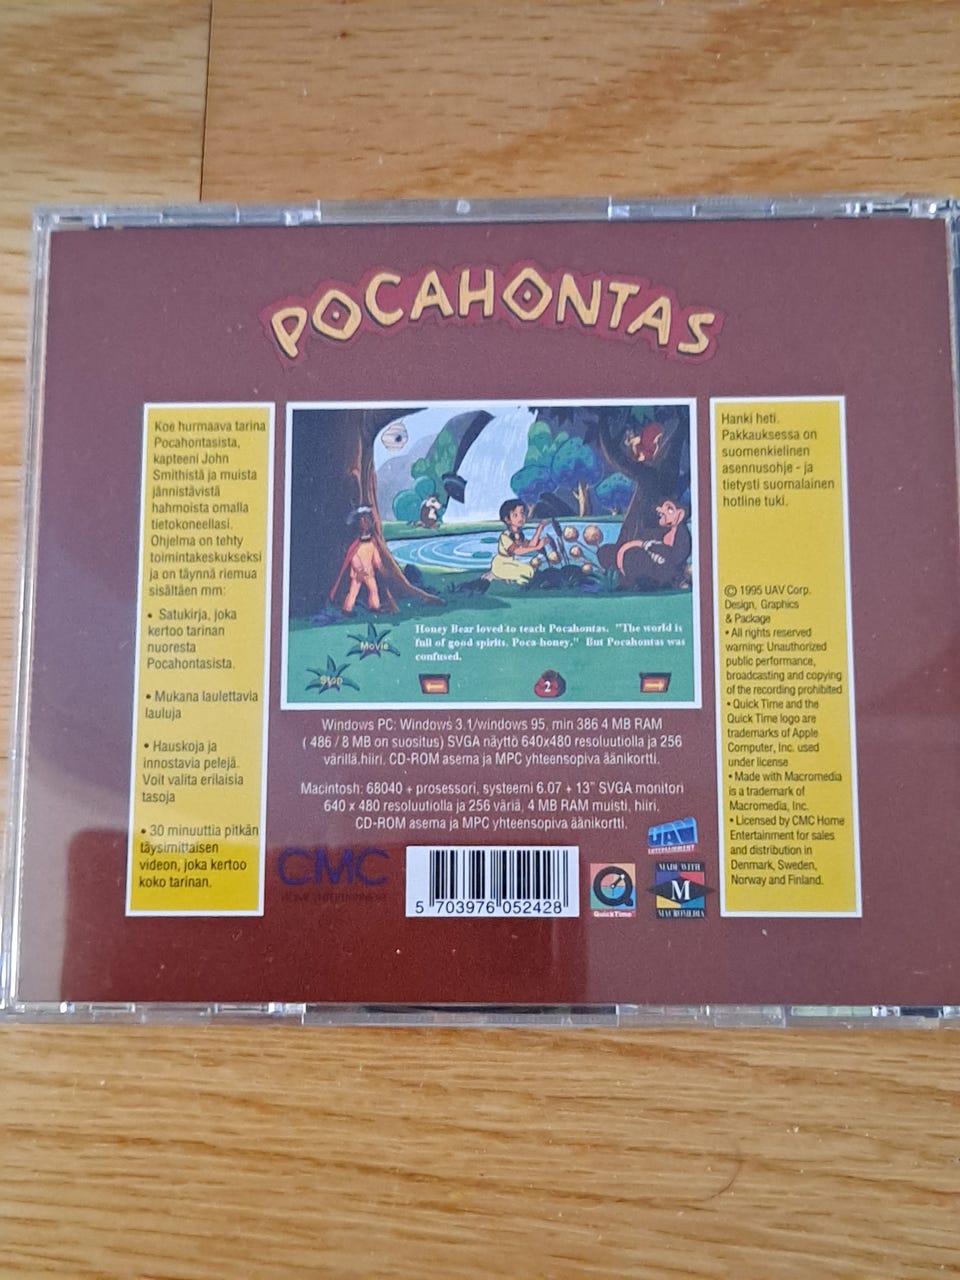 POCAHONTAS
Koe hurmaava tarina
Pocahontasista,
kapteeni John
Smithistä ja muista
jännistävistä
hahmoista omalla
tietokoneellasi.
Ohjelma on tehty
toimintakeskukseksi
ja on täynnä riemua
sisältäen mm:
• Satukirja, joka
kertoo tarinan
nuoresta
Pocahontasista.
• Mukana laulettavia
lauluja
• Hauskoja ja
innostavia pelejä.
Voit valita erilaisia
tasoja
• 30 minuuttia pitkän
täysimittaisen
videon, joka kertoo
koko tarinan.
Honey Bear loved to teach Pocahontas. "The world is
full of good spirits, Poca-honey." But Pocahontas was
confused.
Movie
Stop
2
Windows PC: Windows 3.1/windows 95, min 386 4 MB RAM
( 486 / 8 MB on suositus) SVGA näyttö 640x480 resoluutiolla ja 256
värillä.hiiri. CD-ROM asema ja MPC yhteensopiva äänikortti.
Macintosh: 68040 + prosessori, systeemi 6.07 + 13" SVGA monitori
640 x 480 resoluutiolla ja 256 väriä, 4 MB RAM muisti, hiiri,
CD-ROM asema ja MPC yhteensopiva äänikortti.
CMC
HOME ENTERTAINMENT
5 703976 052428
UAV
ENTERTAINMENT
QuickTime™
MADE WITH
M
MACROMEDIA
Hanki heti.
Pakkauksessa on
suomenkielinen
asennusohje - ja
tietysti suomalainen
hotline tuki.
© 1995 UAV Corp.
Design, Graphics
& Package
• All rights reserved
warning: Unauthorized
public performance,
broadcasting and copying
of the recording prohibited
• Quick Time and the
Quick Time logo are
trademarks of Apple
Computer, Inc. used
under license
• Made with Macromedia
is a trademark of
Macromedia, Inc.
• Licensed by CMC Home
Entertainment for sales
and distribution in
Denmark, Sweden,
Norway and Finland.